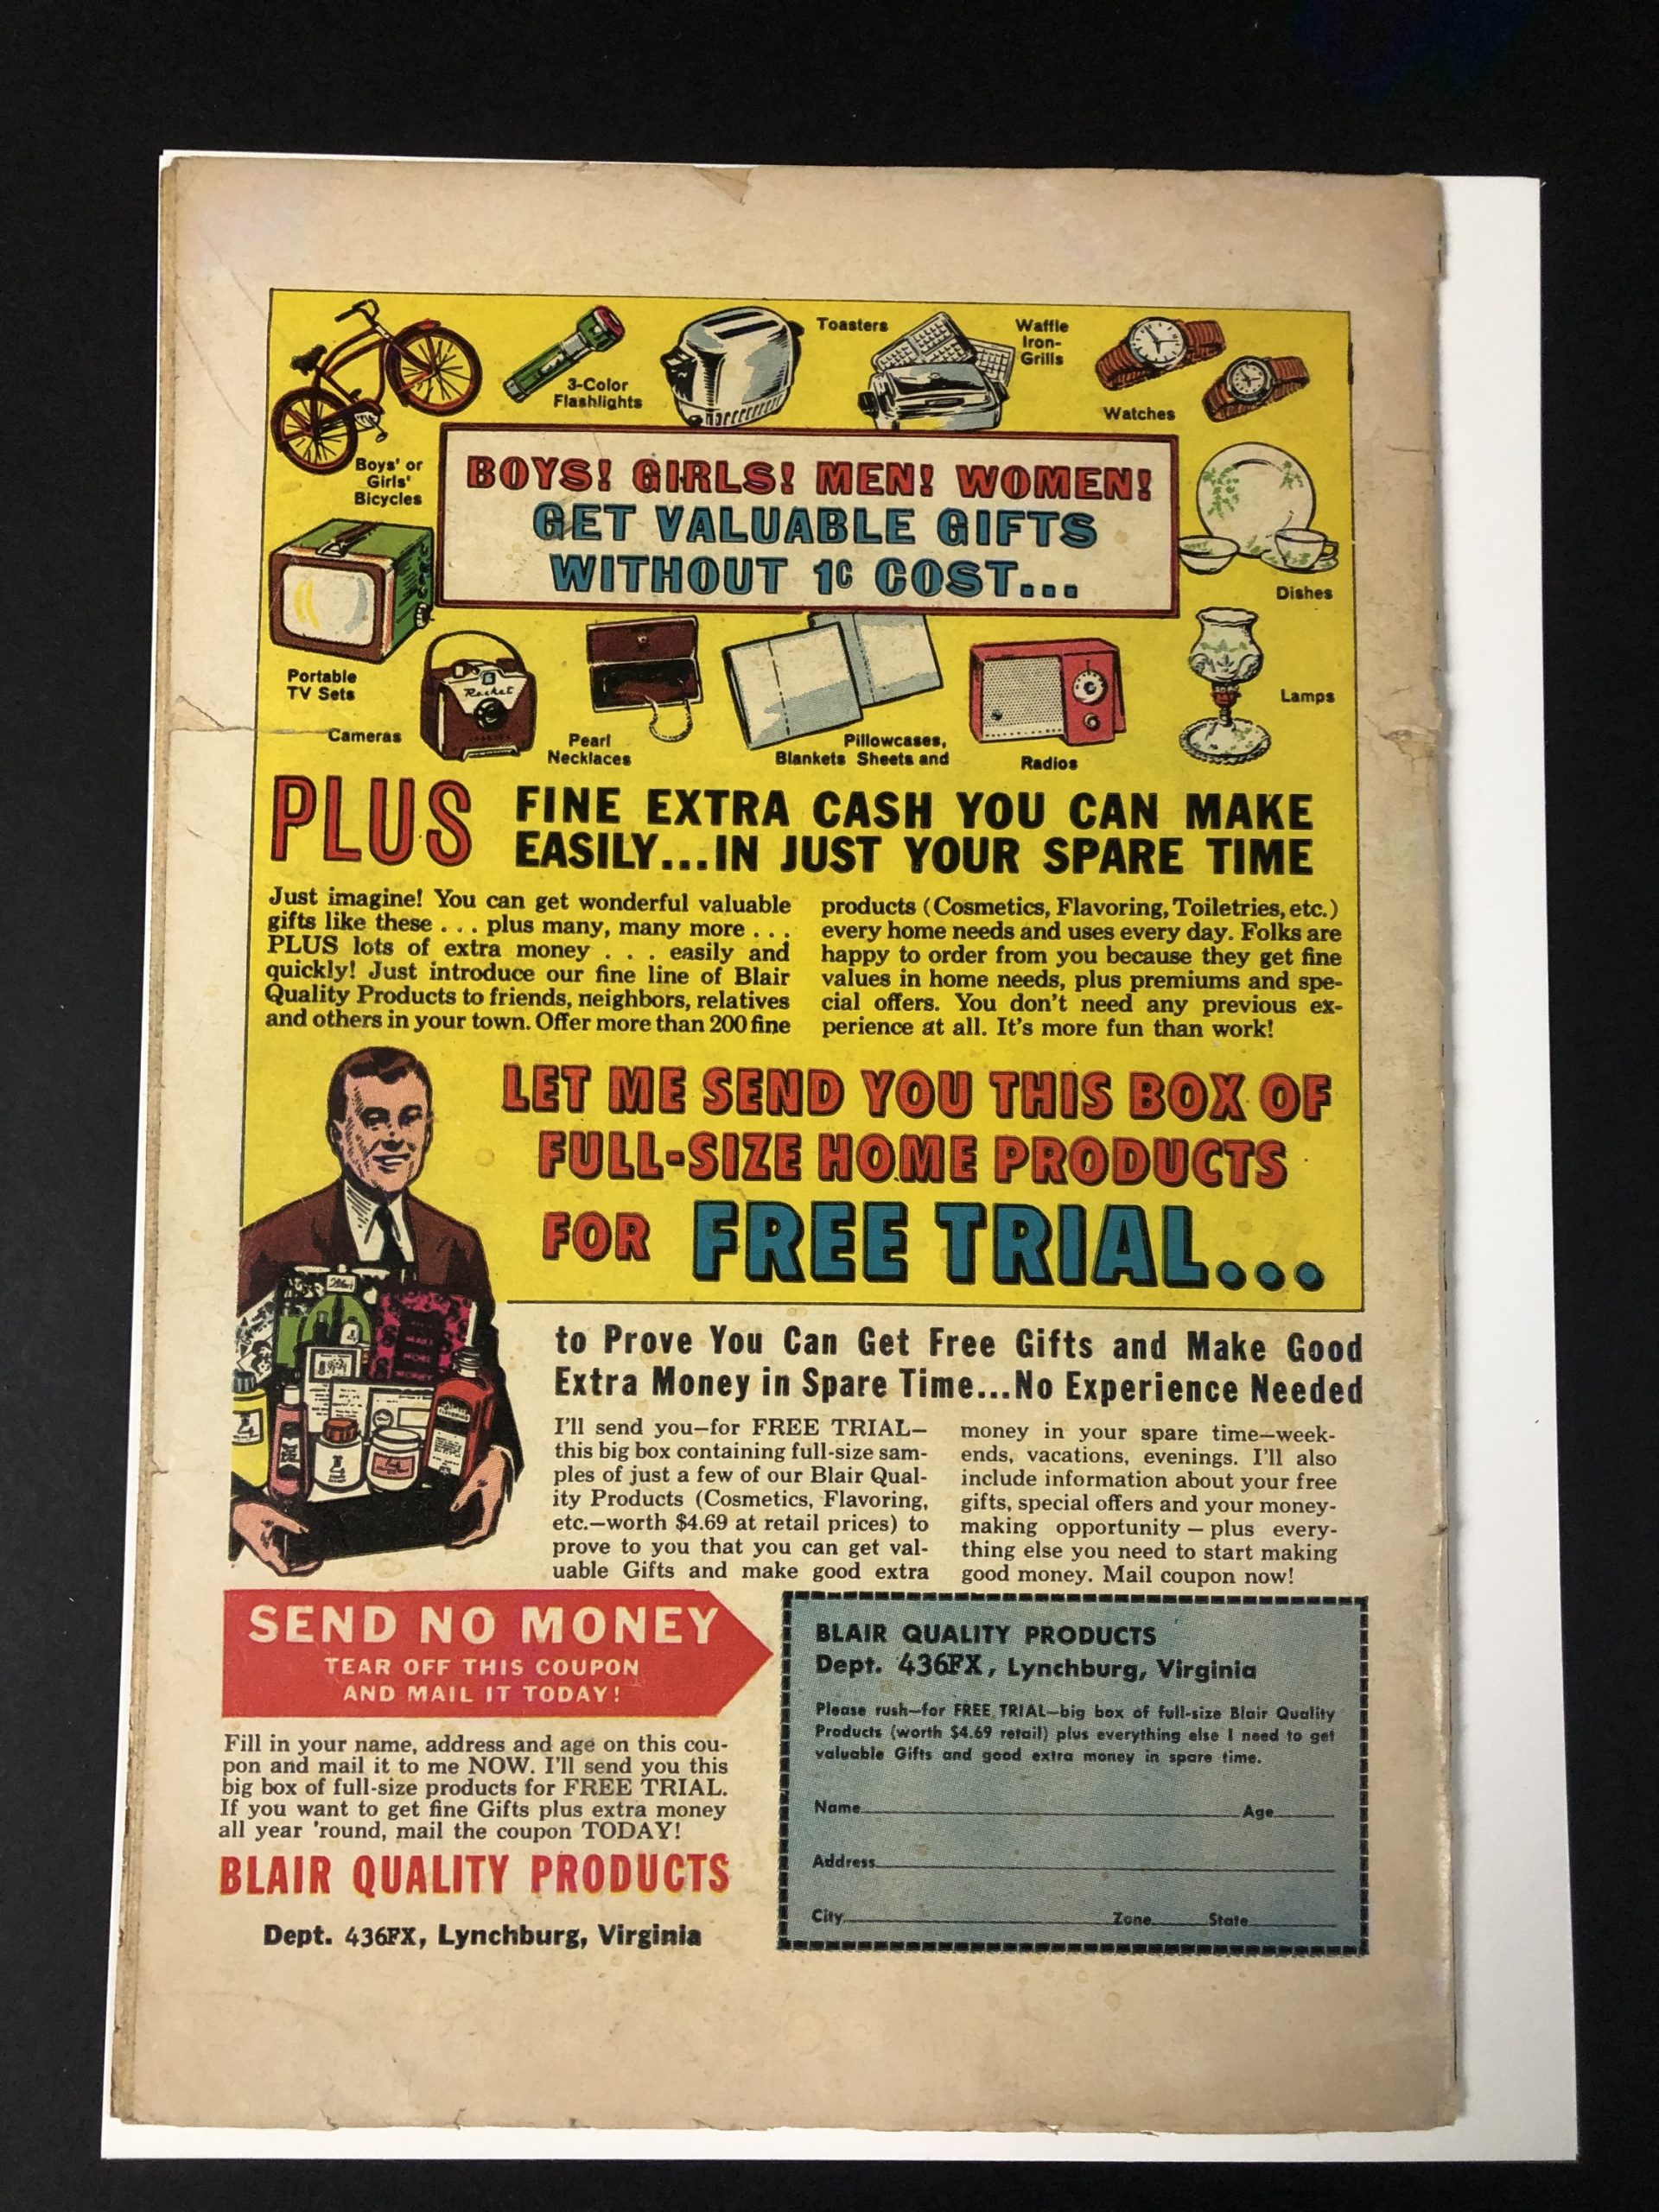 3-Color
Flashlights
Toasters
Waffle
Iron-
Grills
Watches
Boys' or
Girls'
Bicycles
BOYS! GIRLS! MEN! WOMEN!
GET VALUABLE GIFTS
WITHOUT 1¢ COST...
Dishes
Portable
TV Sets
Cameras
Rocket
Pearl
Necklaces
Pillowcases,
Blankets Sheets and
Radios
Lamps
PLUS
FINE EXTRA CASH YOU CAN MAKE
EASILY...IN JUST YOUR SPARE TIME
Just imagine! You can get wonderful valuable
gifts like these . . . plus many, many more . . .
PLUS lots of extra money . . . easily and
quickly! Just introduce our fine line of Blair
Quality Products to friends, neighbors, relatives
and others in your town. Offer more than 200 fine
products (Cosmetics, Flavoring, Toiletries, etc.)
every home needs and uses every day. Folks are
happy to order from you because they get fine
values in home needs, plus premiums and spe-
cial offers. You don't need any previous ex-
perience at all. It's more fun than work!
LET ME SEND YOU THIS BOX OF
FULL-SIZE HOME PRODUCTS
FOR FREE TRIAL...
MAKE
MORE
MONEY
to Prove You Can Get Free Gifts and Make Good
Extra Money in Spare Time...No Experience Needed
I'll send you—for FREE TRIAL—
this big box containing full-size sam-
ples of just a few of our Blair Qual-
ity Products (Cosmetics, Flavoring,
etc.—worth $4.69 at retail prices) to
prove to you that you can get val-
uable Gifts and make good extra
money in your spare time—week-
ends, vacations, evenings. I'll also
include information about your free
gifts, special offers and your money-
making opportunity — plus every-
thing else you need to start making
good money. Mail coupon now!
SEND NO MONEY
TEAR OFF THIS COUPON
AND MAIL IT TODAY!
Fill in your name, address and age on this cou-
pon and mail it to me NOW. I'll send you this
big box of full-size products for FREE TRIAL.
If you want to get fine Gifts plus extra money
all year 'round, mail the coupon TODAY!
BLAIR QUALITY PRODUCTS
Dept. 436FX, Lynchburg, Virginia
BLAIR QUALITY PRODUCTS
Dept. 436FX, Lynchburg, Virginia
Please rush—for FREE TRIAL—big box of full-size Blair Quality
Products (worth $4.69 retail) plus everything else I need to get
valuable Gifts and good extra money in spare time.
Name Age
Address
City Zone State